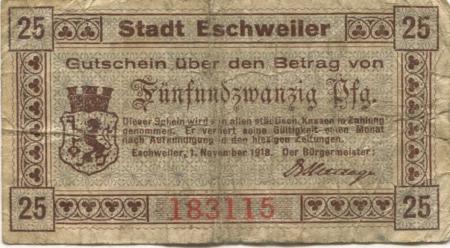 25 Stadt Eschweiler 25
Gutschein über den Betrag von
Fünfundzwanzig Pfg.
Dieser Schein wird in allen städtischen Kassen in Zahlung
genommen. Er verliert seine Gültigkeit einen Monat
nach Aufkündigung in den hiesigen Zeitungen.
Eschweiler, 1. November 1918. Der Bürgermeister:
25 183115 25